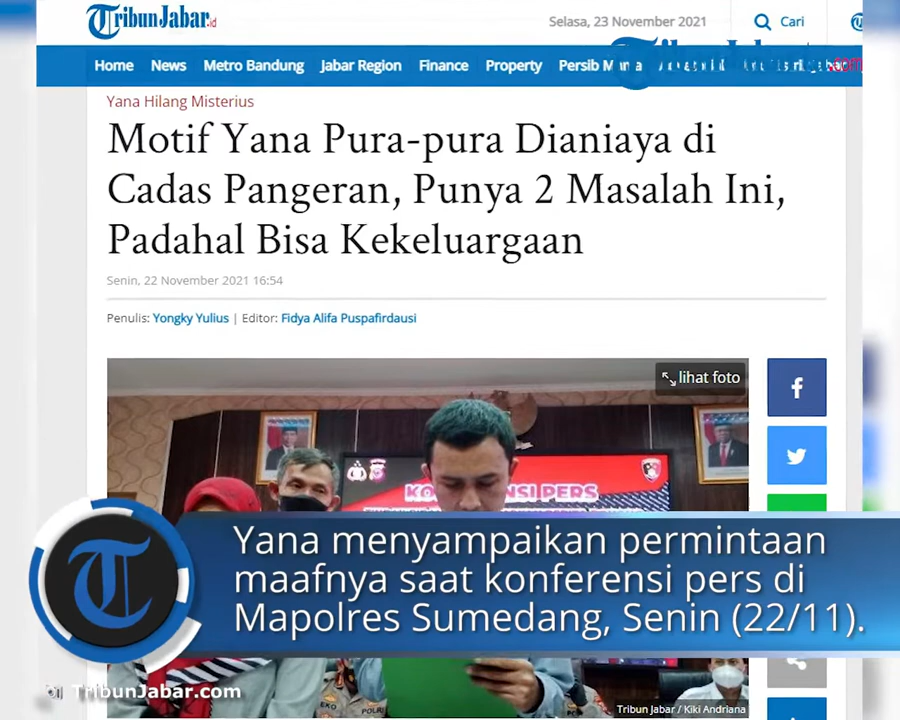 TribunJabar.id
Selasa, 23 November 2021
Cari
Home News Metro Bandung Jabar Region Finance Property Persib
Yana Hilang Misterius
Motif Yana Pura-pura Dianiaya di
Cadas Pangeran, Punya 2 Masalah Ini,
Padahal Bisa Kekeluargaan
Senin, 22 November 2021 16:54
Penulis: Yongky Yulius | Editor: Fidya Alifa Puspafirdausi
lihat foto
Yana menyampaikan permintaan
maafnya saat konferensi pers di
Mapolres Sumedang, Senin (22/11).
TribunJabar.com
EKO
POLRI
Tribun Jabar / Kiki Andriana